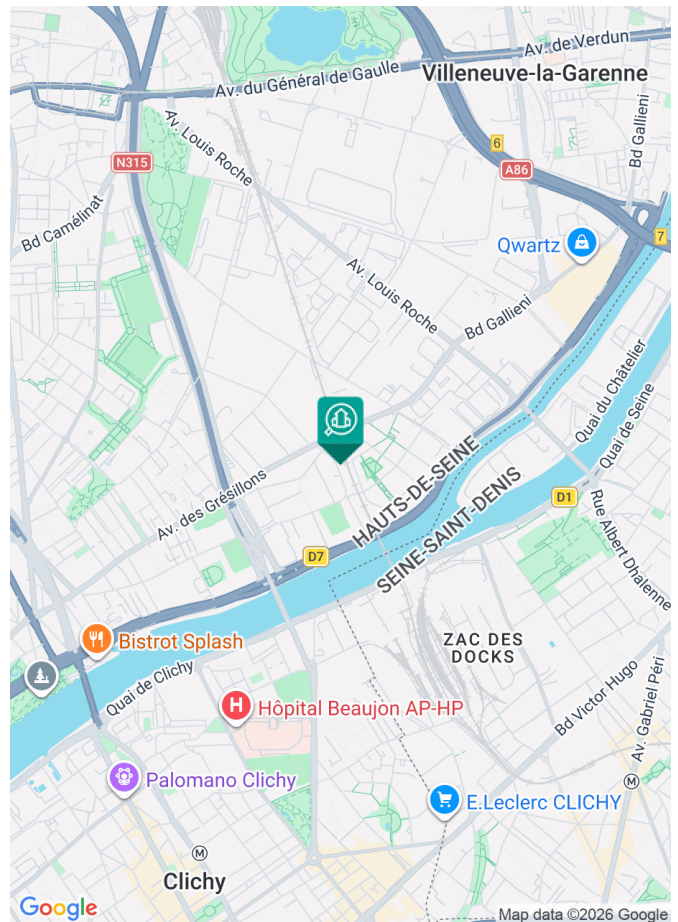 Av. de Verdun
Villeneuve-la-Garenne
Av. du Général de Gaulle
Av. Louis Roche
Bd Gallieni
6
N315
A86
Bd Camélinat
Qwartz
7
Av. Louis Roche
Bd Gallieni
Quai du Châtelier
Quai de Seine
HAUTS-DE-SEINE
Av. des Grésillons
SEINE-SAINT-DENIS
D1
Rue Albert Dhalenne
D7
Bistrot Splash
ZAC DES
DOCKS
Quai de Clichy
Hôpital Beaujon AP-HP
H
Bd Victor Hugo
Av. Gabriel Péri
Palomano Clichy
M
E.Leclerc CLICHY
M
Clichy
Google
Map data ©2026 Google